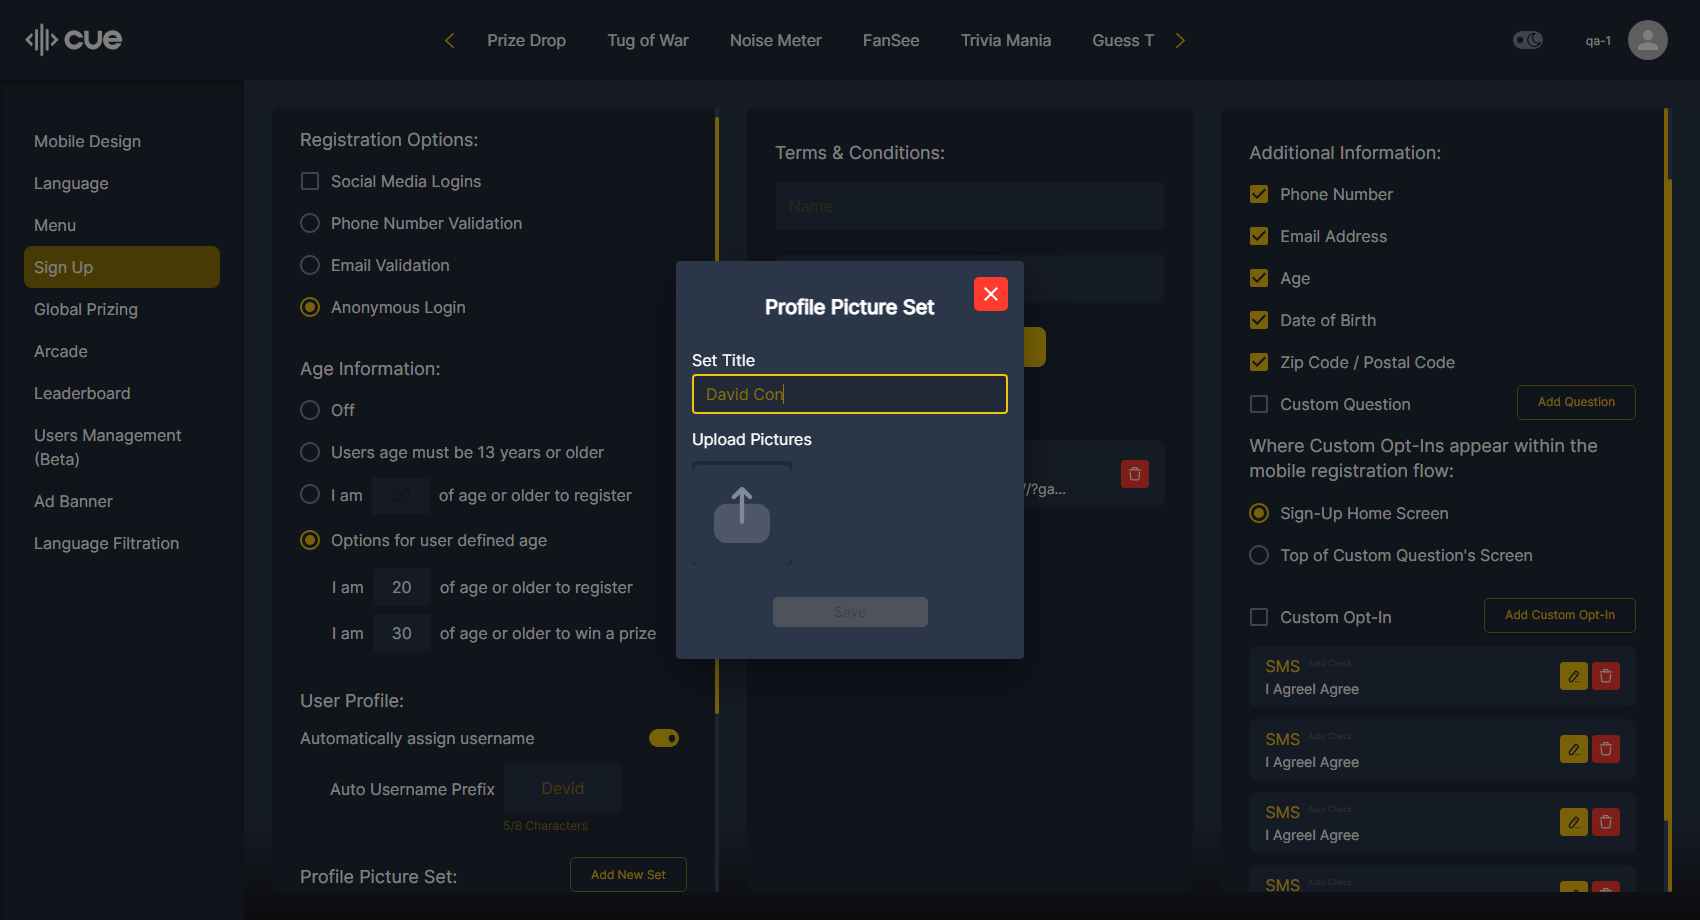 cue
Prize Drop
Tug of War
Noise Meter
FanSee
Trivia Mania
Guess T
qa-1
Mobile Design
Language
Menu
Sign Up
Global Prizing
Arcade
Leaderboard
Users Management
(Beta)
Ad Banner
Language Filtration
Registration Options:
Social Media Logins
Phone Number Validation
Email Validation
Anonymous Login
Age Information:
Off
Users age must be 13 years or older
I am 20 of age or older to register
Options for user defined age
I am 20 of age or older to register
I am 30 of age or older to win a prize
User Profile:
Automatically assign username
Auto Username Prefix Devid
5/8 Characters
Profile Picture Set:
Add New Set
Terms & Conditions:
Name
//?ga...
Profile Picture Set
Set Title
David Con
Upload Pictures
Save
Additional Information:
Phone Number
Email Address
Age
Date of Birth
Zip Code / Postal Code
Custom Question
Add Question
Where Custom Opt-Ins appear within the
mobile registration flow:
Sign-Up Home Screen
Top of Custom Question's Screen
Custom Opt-In
Add Custom Opt-In
SMS Auto Check
I AgreeI Agree
SMS Auto Check
I AgreeI Agree
SMS Auto Check
I AgreeI Agree
SMS Auto Check